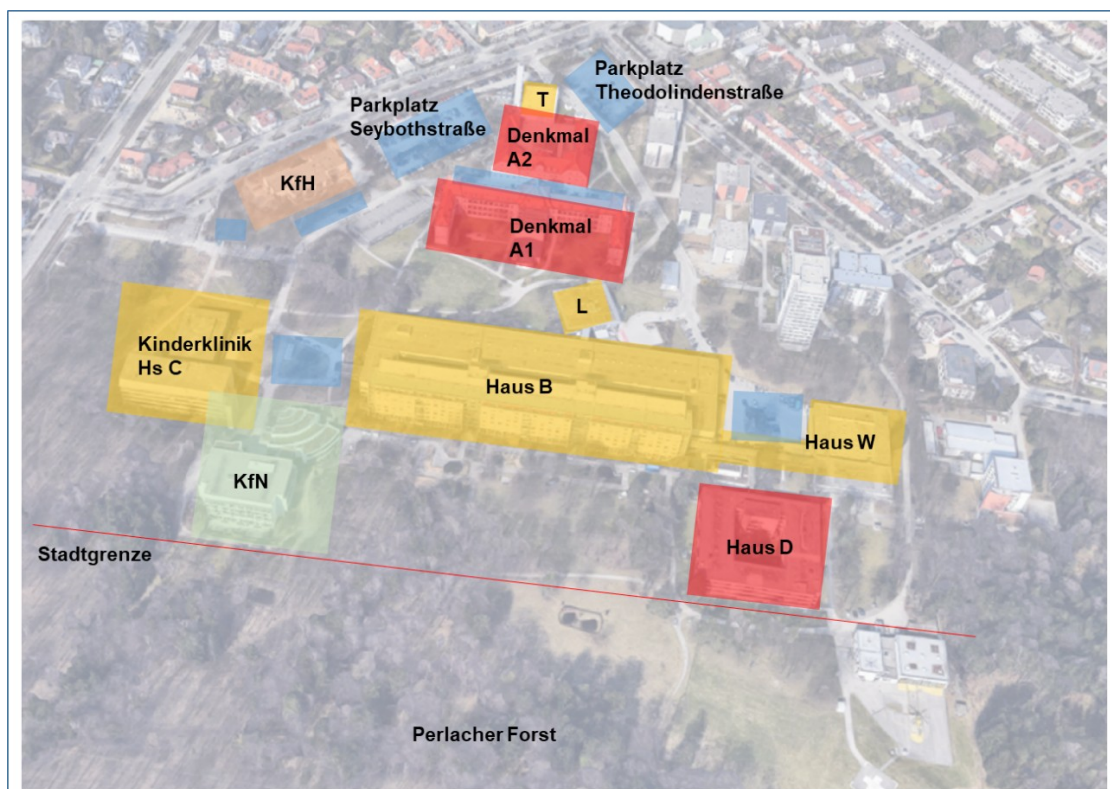 Parkplatz
Theodolindenstraße
T
Parkplatz
Seybothstraße
Denkmal
A2
KfH
Denkmal
A1
L
Kinderklinik
Hs C
Haus B
Haus W
KfN
Haus D
Stadtgrenze
Perlacher Forst